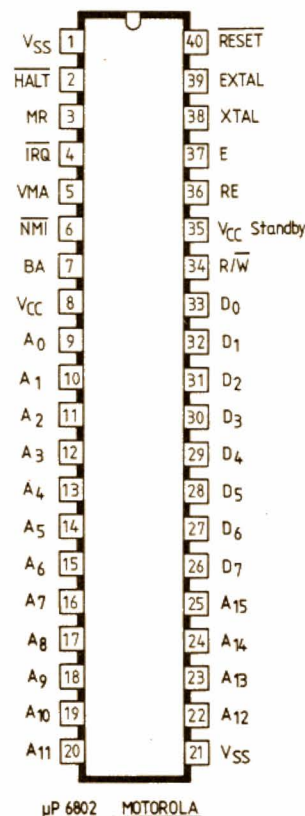 VSS 1 40 RESET
HALT 2 39 EXTAL
MR 3 38 XTAL
IRQ 4 37 E
VMA 5 36 RE
NMI 6 35 VCC Standby
BA 7 34 R/W
VCC 8 33 D0
A0 9 32 D1
A1 10 31 D2
A2 11 30 D3
A3 12 29 D4
A4 13 28 D5
A5 14 27 D6
A6 15 26 D7
A7 16 25 A15
A8 17 24 A14
A9 18 23 A13
A10 19 22 A12
A11 20 21 VSS
µP 6802 MOTOROLA